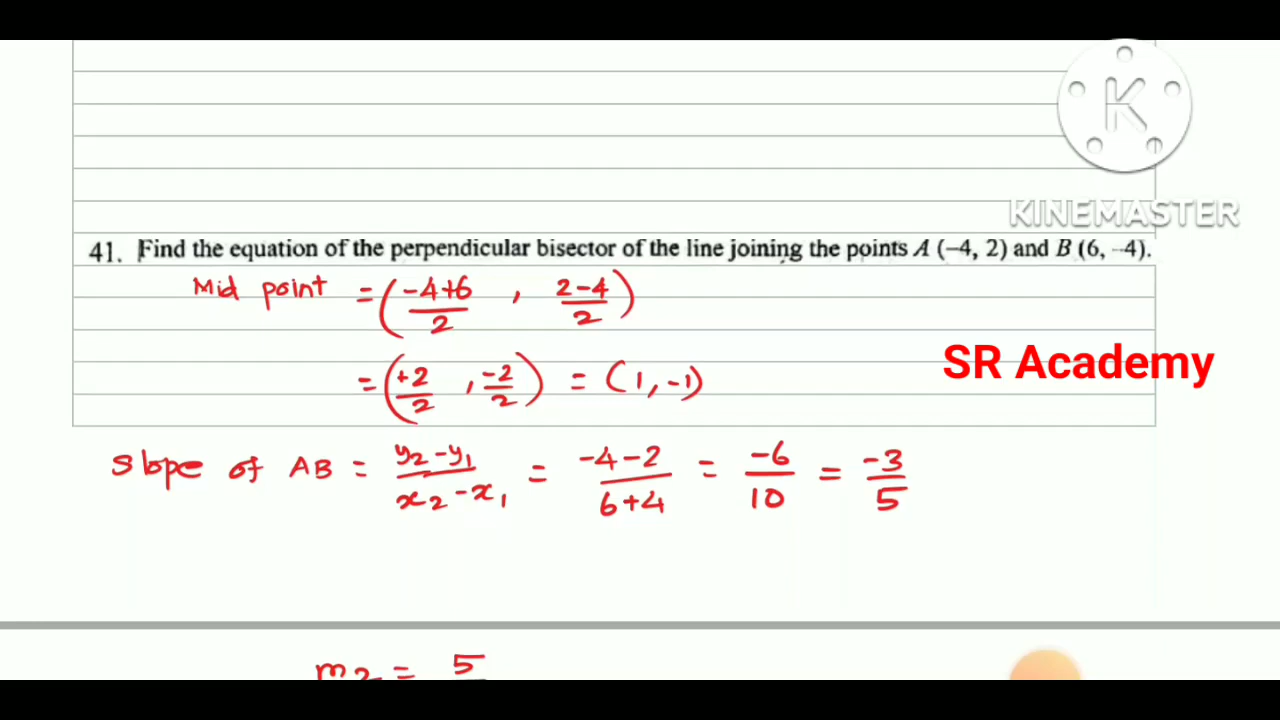 K
KINEMASTER
41. Find the equation of the perpendicular bisector of the line joining the points A (−4, 2) and B (6, −4).
Mid point = (-4+6/2 , 2-4/2)
= (+2/2 , -2/2) = (1, -1)
SR Academy
Slope of AB = y2-y1/x2-x1 = -4-2/6+4 = -6/10 = -3/5
m2 = 5